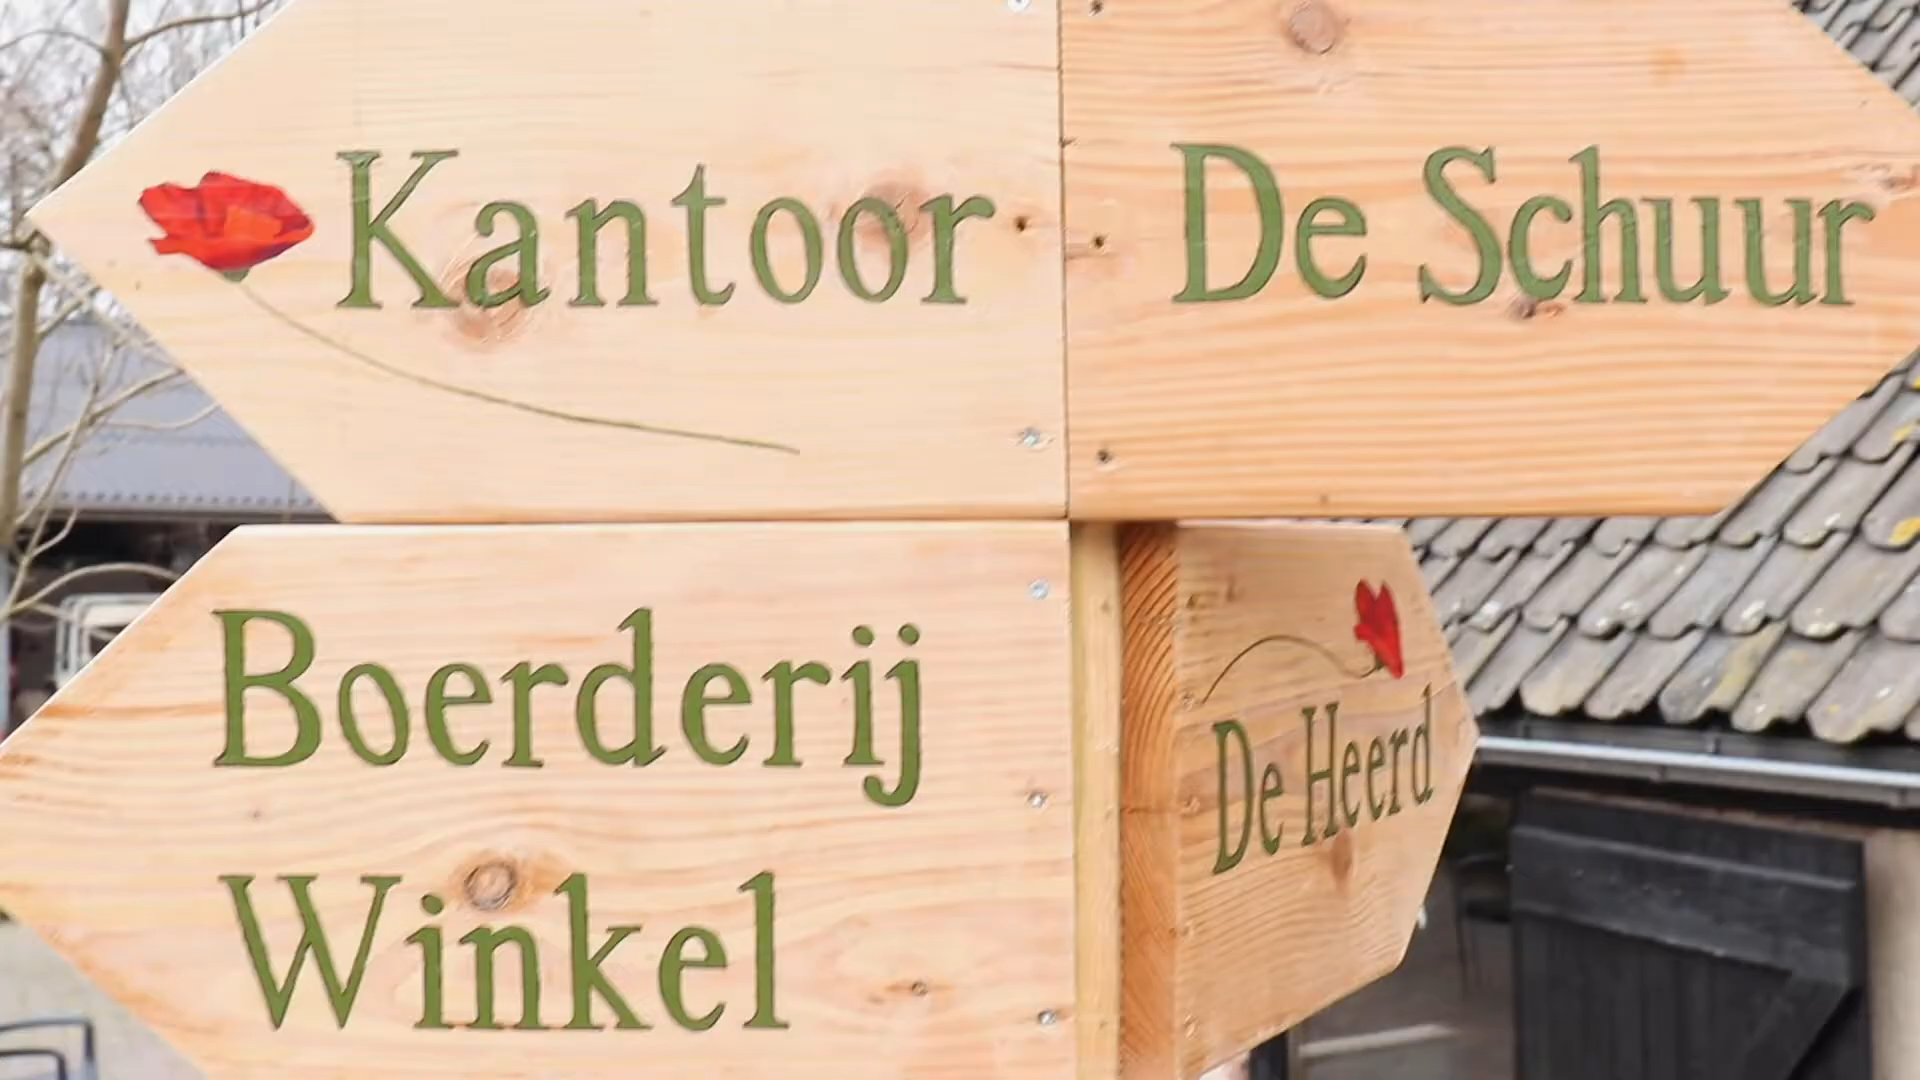 Kantoor
De Schuur
Boerderij
Winkel
De Heerd